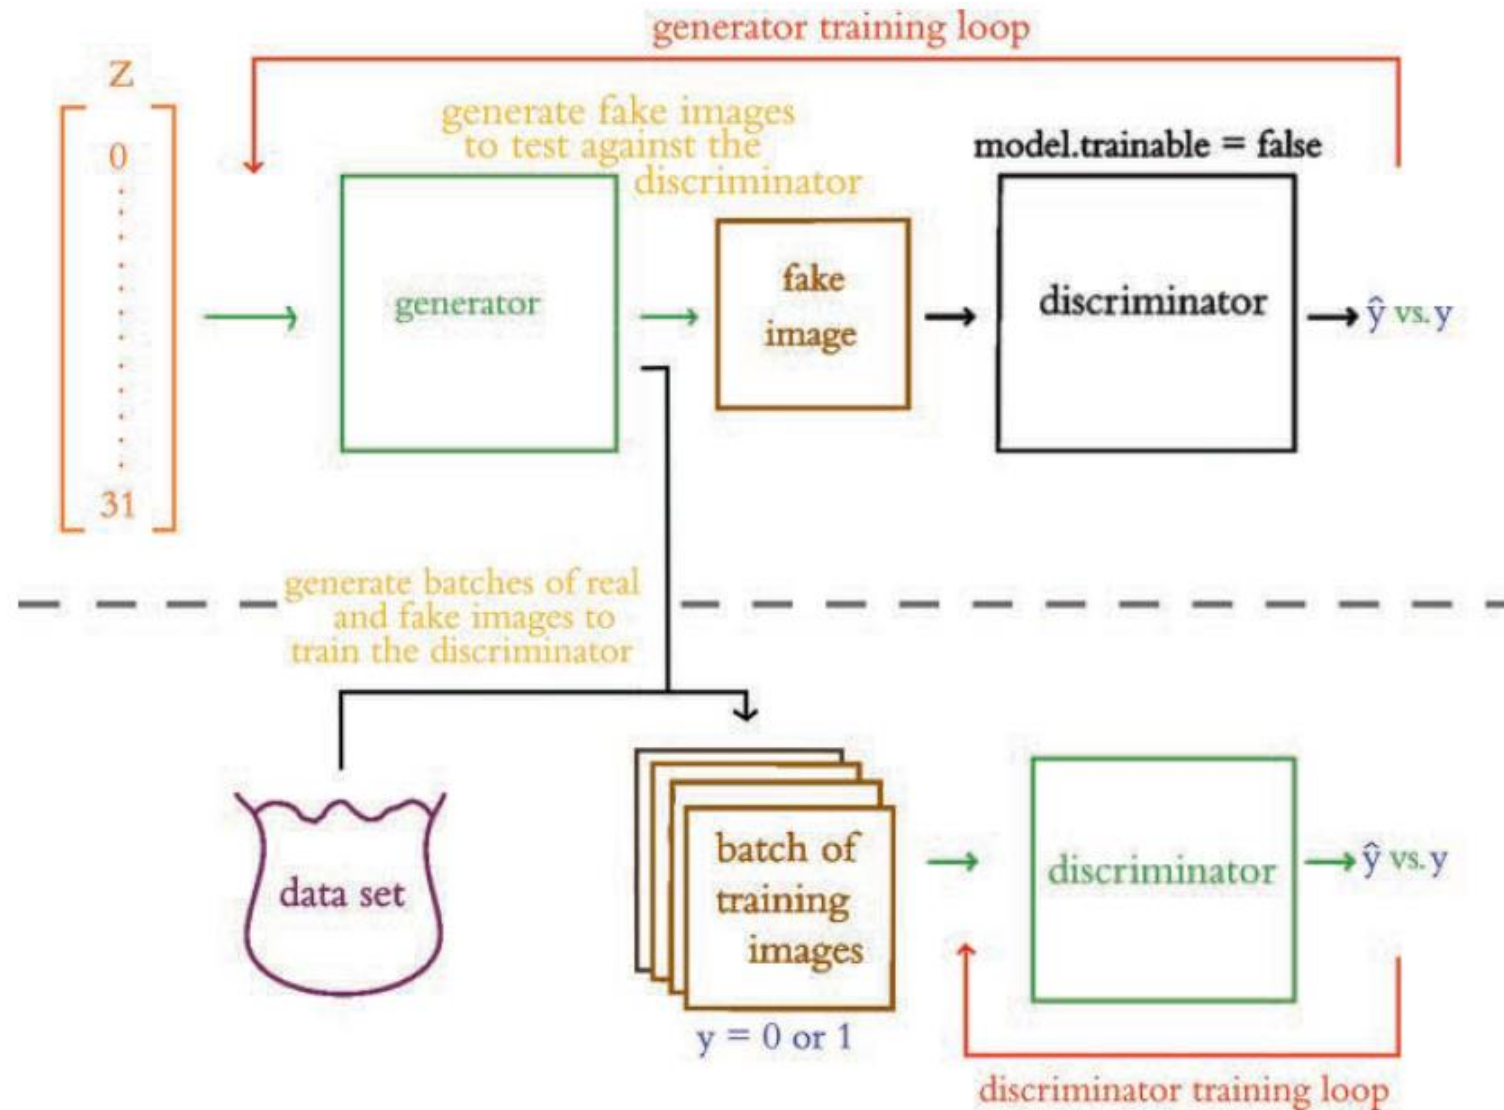 generator training loop
z
0
31
generate fake images
to test against the
discriminator
model.trainable = false
generator
fake
image
discriminator
ŷ vs. y
generate batches of real
and fake images to
train the discriminator
data set
batch of
training
images
y = 0 or 1
discriminator
ŷ vs. y
discriminator training loop